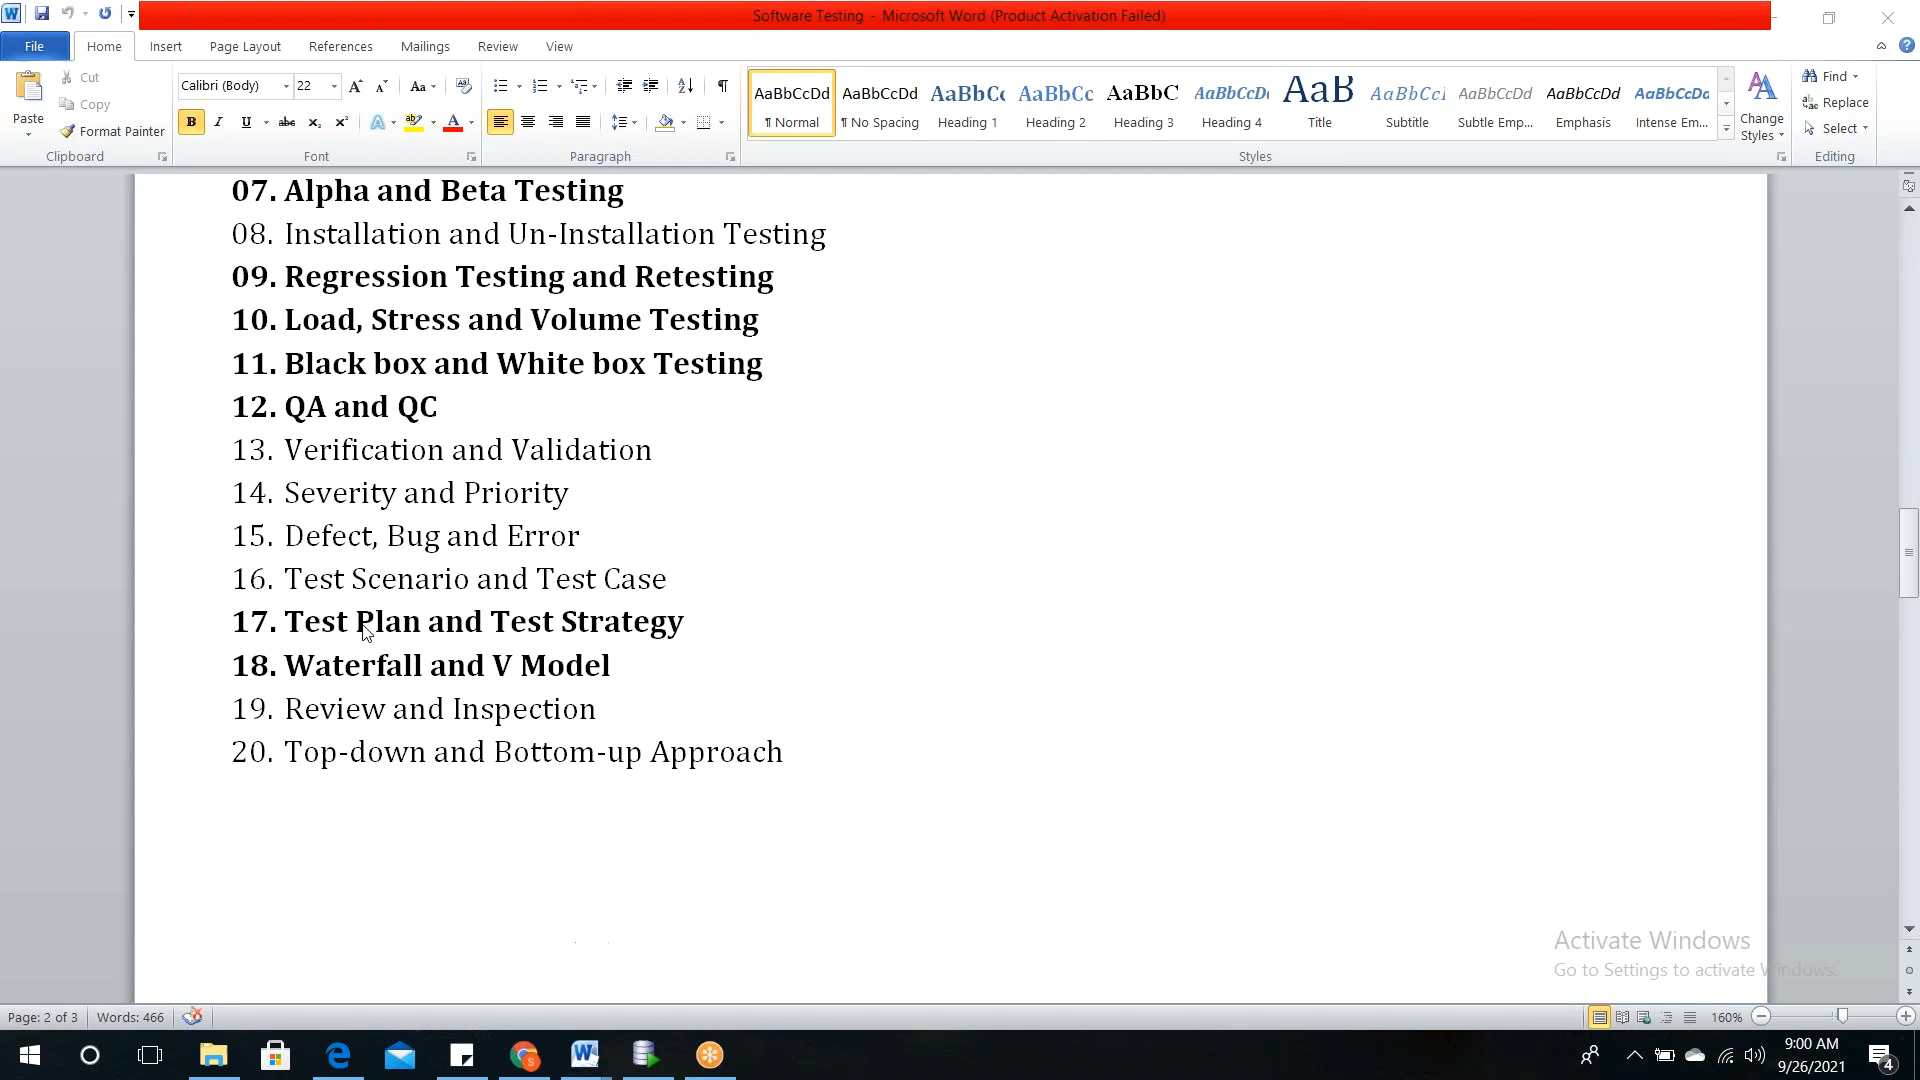 Software Testing - Microsoft Word (Product Activation Failed)
File Home Insert Page Layout References Mailings Review View
Paste
Cut
Copy
Format Painter
Clipboard
Calibri (Body) 22
Font
Paragraph
AaBbCcDd AaBbCcDd AaBbCc AaBbCc AaBbC AaBbCcDd AaB AaBbCcl AaBbCcDd AaBbCcDd AaBbCcDd
¶ Normal ¶ No Spacing Heading 1 Heading 2 Heading 3 Heading 4 Title Subtitle Subtle Emp... Emphasis Intense Em...
Styles
Change
Styles
Find
Replace
Select
Editing
07. Alpha and Beta Testing
08. Installation and Un-Installation Testing
09. Regression Testing and Retesting
10. Load, Stress and Volume Testing
11. Black box and White box Testing
12. QA and QC
13. Verification and Validation
14. Severity and Priority
15. Defect, Bug and Error
16. Test Scenario and Test Case
17. Test Plan and Test Strategy
18. Waterfall and V Model
19. Review and Inspection
20. Top-down and Bottom-up Approach
Activate Windows
Go to Settings to activate Windows.
Page: 2 of 3 Words: 466 160%
9:00 AM
9/26/2021
4